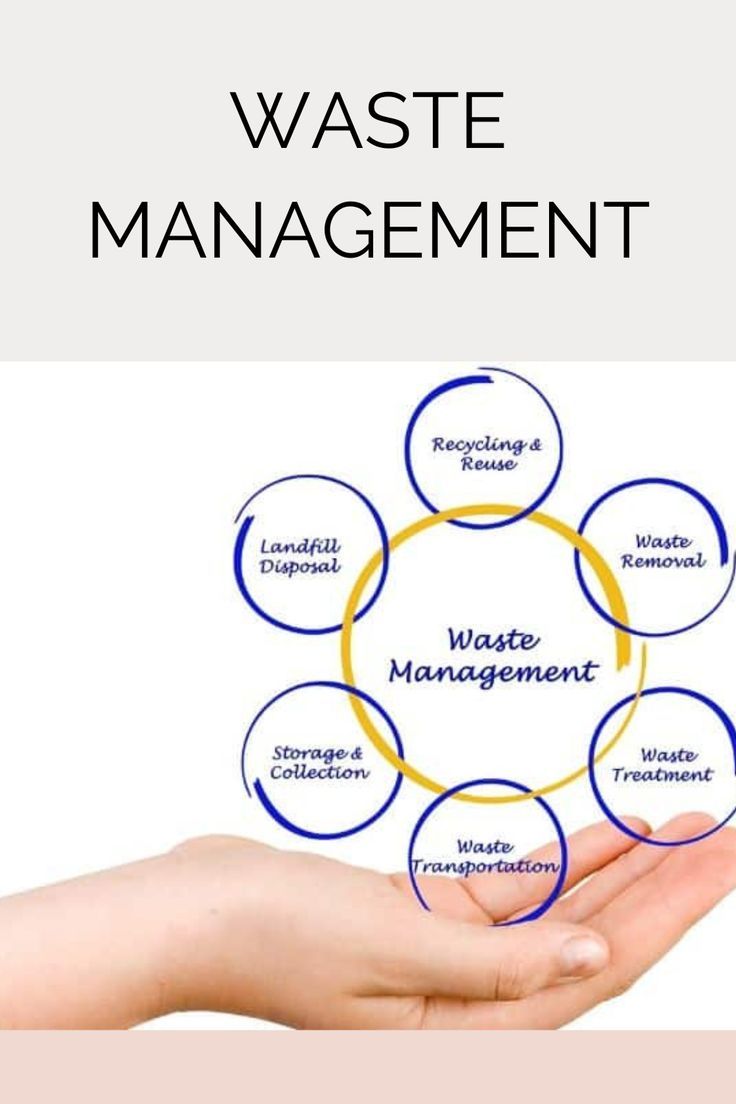 WASTE
MANAGEMENT
Recycling &
Reuse
Landfill
Disposal
Waste
Removal
Waste
Management
Storage &
Collection
Waste
Treatment
Waste
Transportation